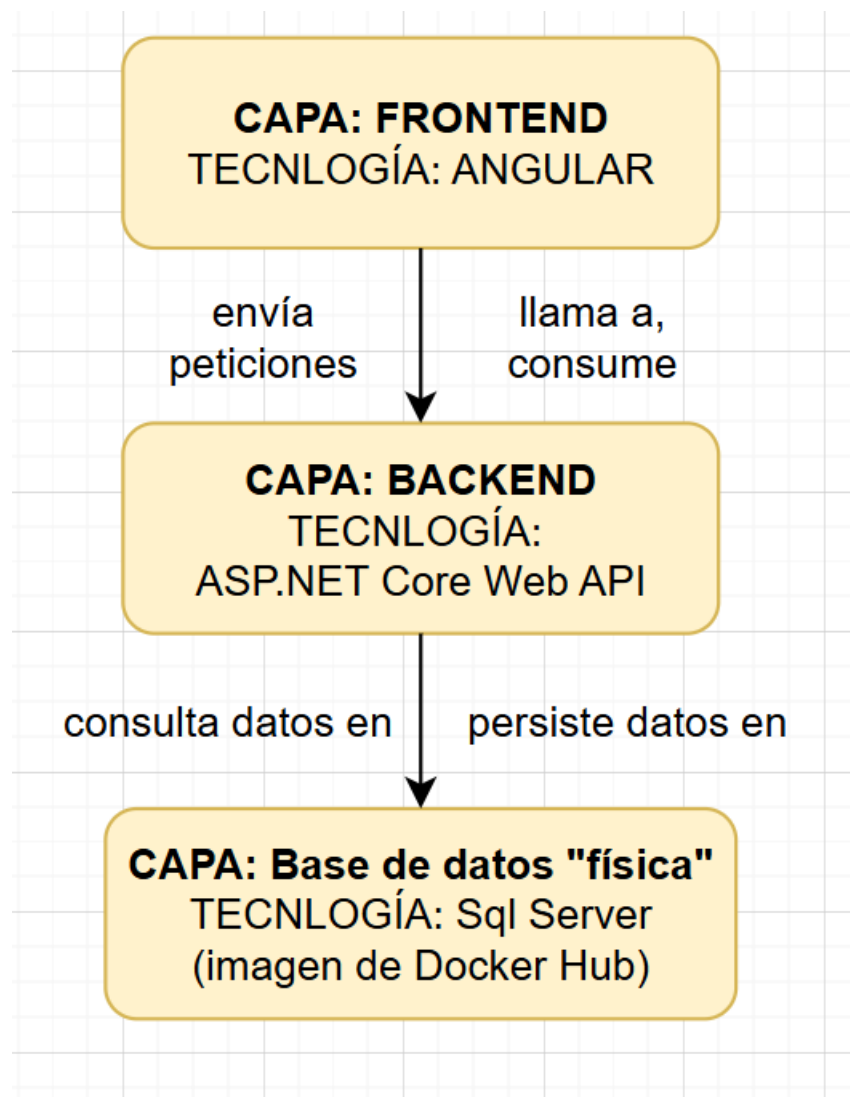 CAPA: FRONTEND
TECNLOGÍA: ANGULAR
envía
peticiones
llama a,
consume
CAPA: BACKEND
TECNLOGÍA:
ASP.NET Core Web API
consulta datos en
persiste datos en
CAPA: Base de datos "física"
TECNLOGÍA: Sql Server
(imagen de Docker Hub)